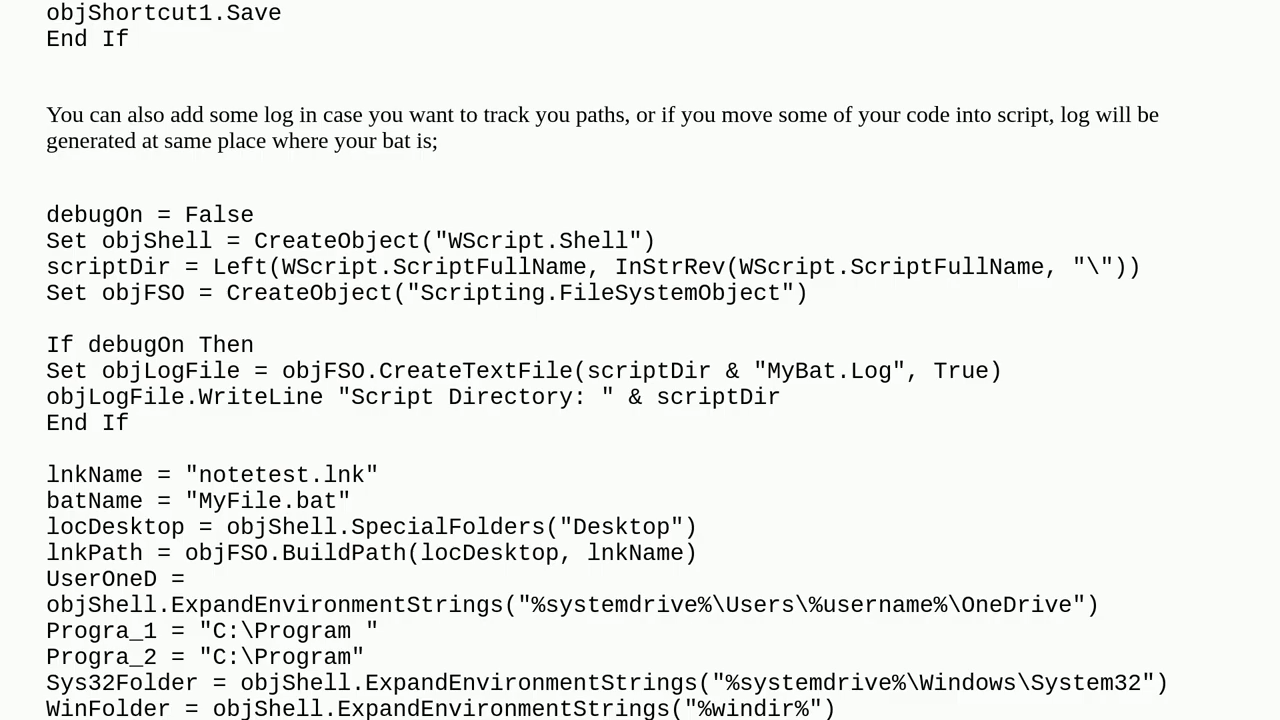 objShortcut1.Save
End If
You can also add some log in case you want to track you paths, or if you move some of your code into script, log will be
generated at same place where your bat is;
debugOn = False
Set objShell = CreateObject("WScript.Shell")
scriptDir = Left(WScript.ScriptFullName, InStrRev(WScript.ScriptFullName, "\"))
Set objFSO = CreateObject("Scripting.FileSystemObject")
If debugOn Then
Set objLogFile = objFSO.CreateTextFile(scriptDir & "MyBat.Log", True)
objLogFile.WriteLine "Script Directory: " & scriptDir
End If
lnkName = "notetest.lnk"
batName = "MyFile.bat"
locDesktop = objShell.SpecialFolders("Desktop")
lnkPath = objFSO.BuildPath(locDesktop, lnkName)
UserOneD =
objShell.ExpandEnvironmentStrings("%systemdrive%\Users\%username%\OneDrive")
Progra_1 = "C:\Program "
Progra_2 = "C:\Program"
Sys32Folder = objShell.ExpandEnvironmentStrings("%systemdrive%\Windows\System32")
WinFolder = objShell.ExpandEnvironmentStrings("%windir%")